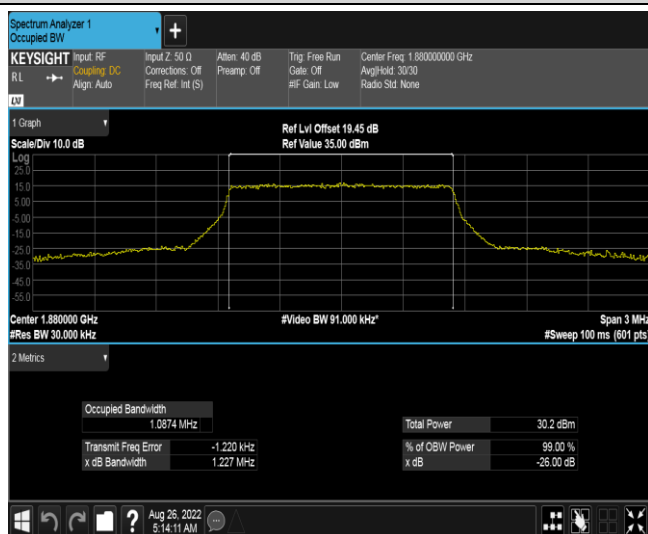 Spectrum Analyzer 1
Occupied BW
+
KEYSIGHT
R L
LXI
Input: RF
Coupling: DC
Align: Auto
Input Z: 50 Ω
Corrections: Off
Freq Ref: Int (S)
Atten: 40 dB
Preamp: Off
Trig: Free Run
Gate: Off
#IF Gain: Low
Center Freq: 1.880000000 GHz
Avg|Hold: 30/30
Radio Std: None
1 Graph
Scale/Div 10.0 dB
Ref Lvl Offset 19.45 dB
Ref Value 35.00 dBm
Log
25.0
15.0
5.00
-5.00
-15.0
-25.0
-35.0
-45.0
-55.0
Center 1.880000 GHz
#Res BW 30.000 kHz
#Video BW 91.000 kHz*
Span 3 MHz
#Sweep 100 ms (601 pts)
2 Metrics
Occupied Bandwidth
1.0874 MHz
Transmit Freq Error -1.220 kHz
x dB Bandwidth 1.227 MHz
Total Power 30.2 dBm
% of OBW Power 99.00 %
x dB -26.00 dB
?
Aug 26, 2022
5:14:11 AM